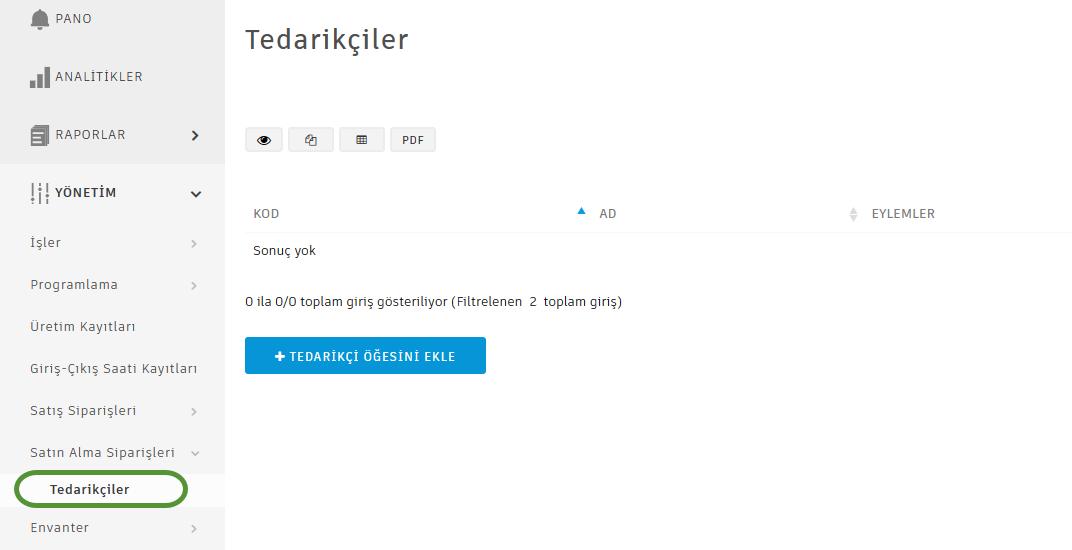 PANO
ANALİTİKLER
RAPORLAR
YÖNETİM
İşler
Programlama
Üretim Kayıtları
Giriş-Çıkış Saati Kayıtları
Satış Siparişleri
Satın Alma Siparişleri
Tedarikçiler
Envanter
Tedarikçiler
PDF
KOD AD EYLEMLER
Sonuç yok
0 ila 0/0 toplam giriş gösteriliyor (Filtrelenen 2 toplam giriş)
TEDARİKÇİ ÖĞESİNİ EKLE